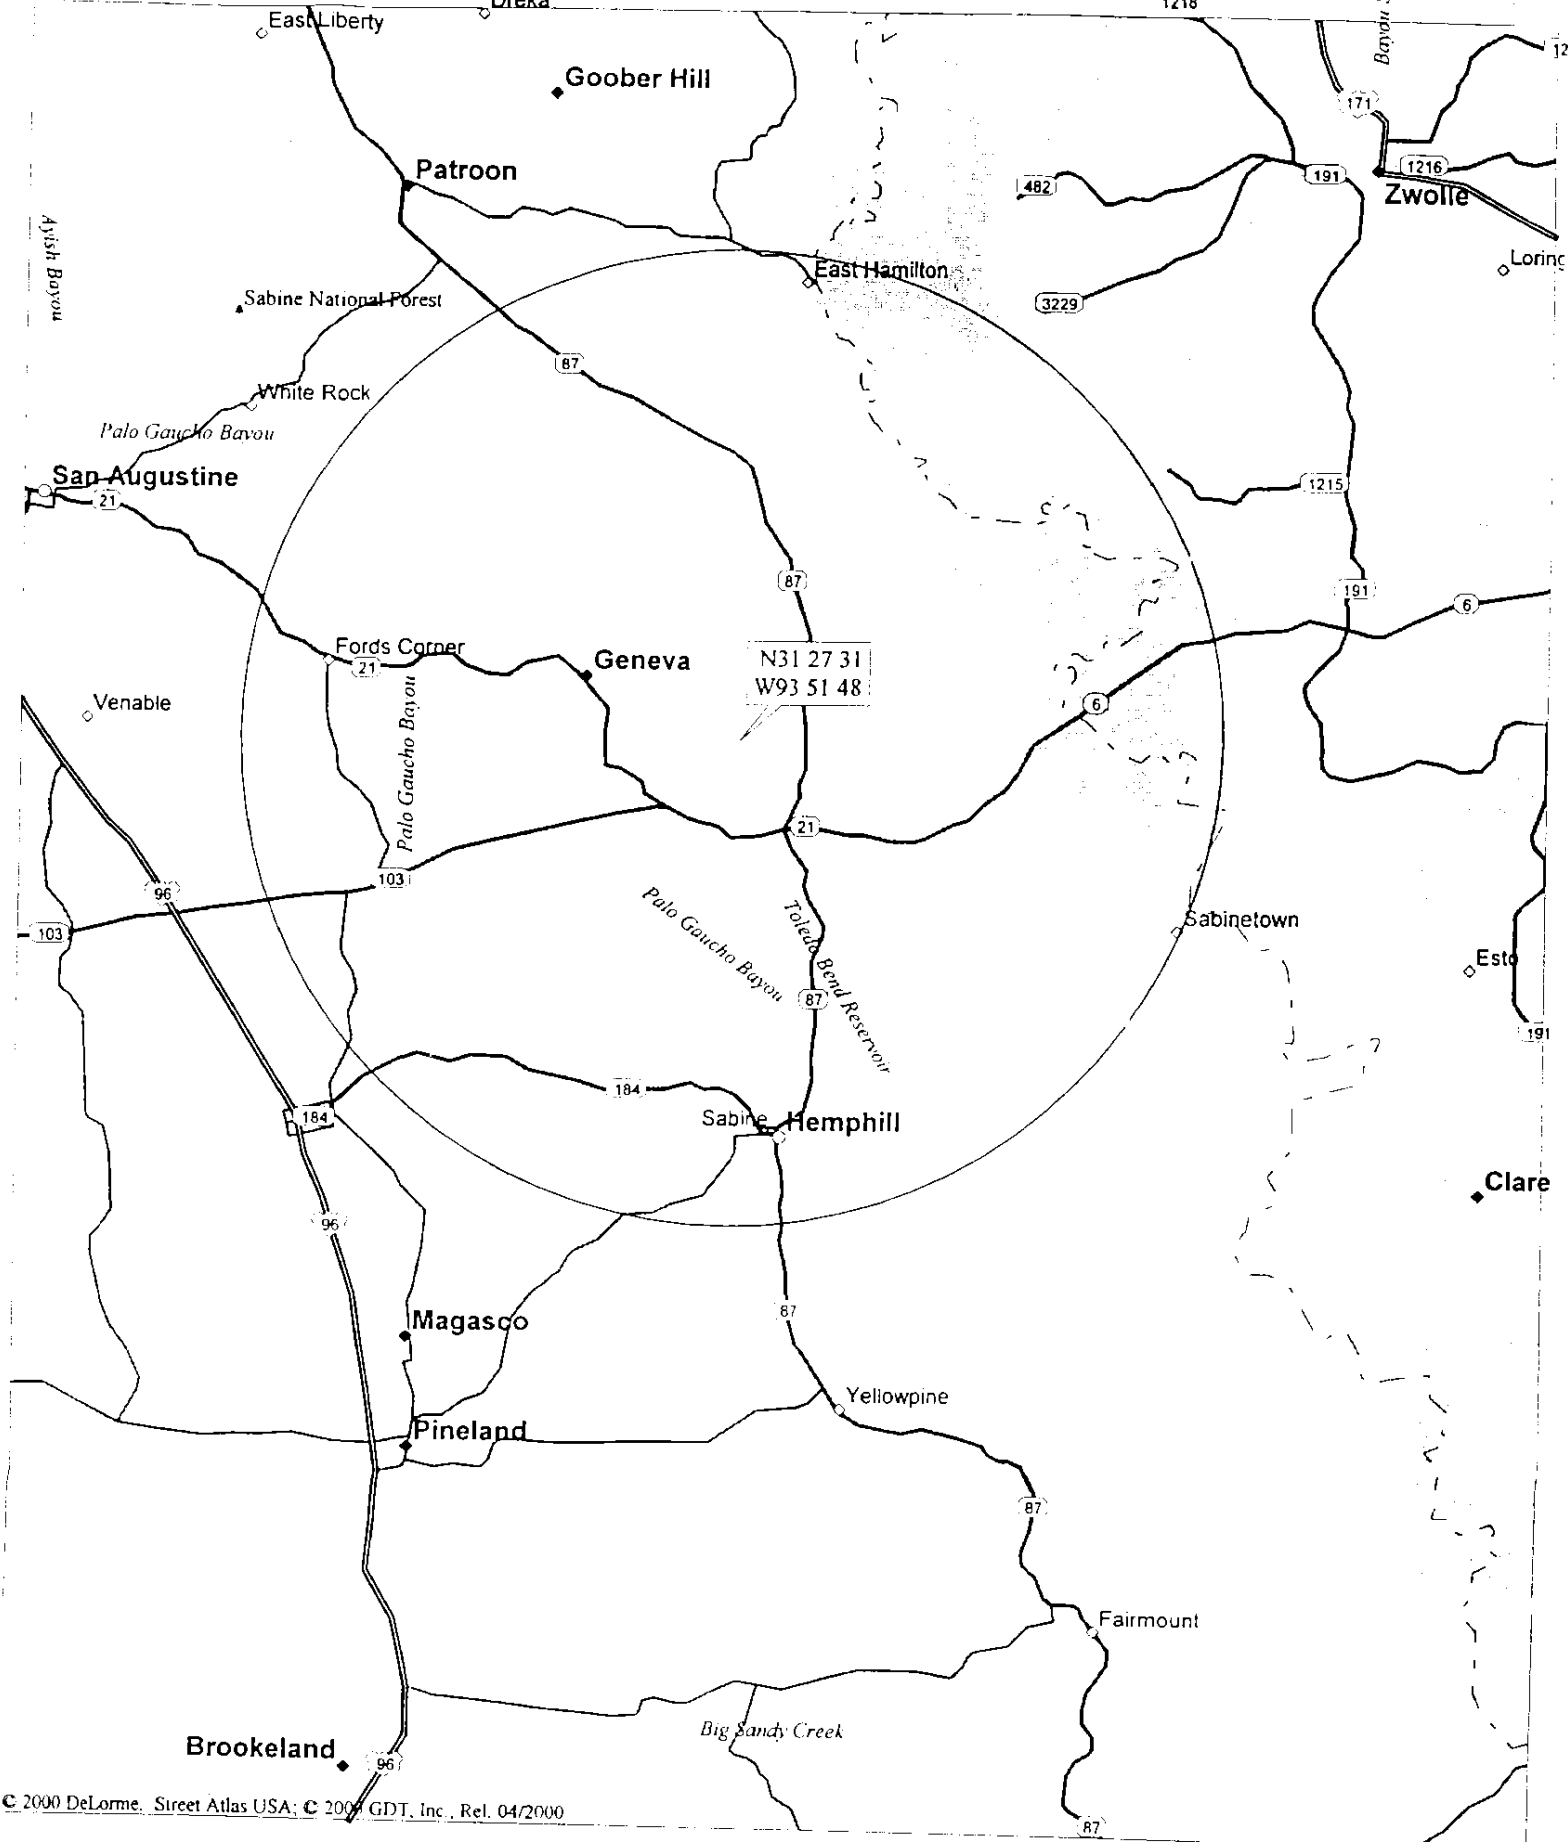 1218
East Liberty
Goober Hill
171
Patroon
482
191
1216
Zwolle
Ayish Bayou
East Hamilton
Sabine National Forest
3229
87
White Rock
Palo Gaucho Bayou
San Augustine
21
1215
87
191
6
Fords Corner
21
Geneva
N31 27 31
W93 51 48
Venable
6
Palo Gaucho Bayou
21
103
96
103
Palo Gaucho Bayou
Toledo Bend Reservoir
Sabinetown
87
191
184
184
Sabine
Hemphill
Clare
96
87
Magasco
Yellowpine
Pineland
87
Fairmount
Big Sandy Creek
Brookeland
96
© 2000 DeLorme. Street Atlas USA; © 2000 GDT, Inc., Rel. 04/2000
87